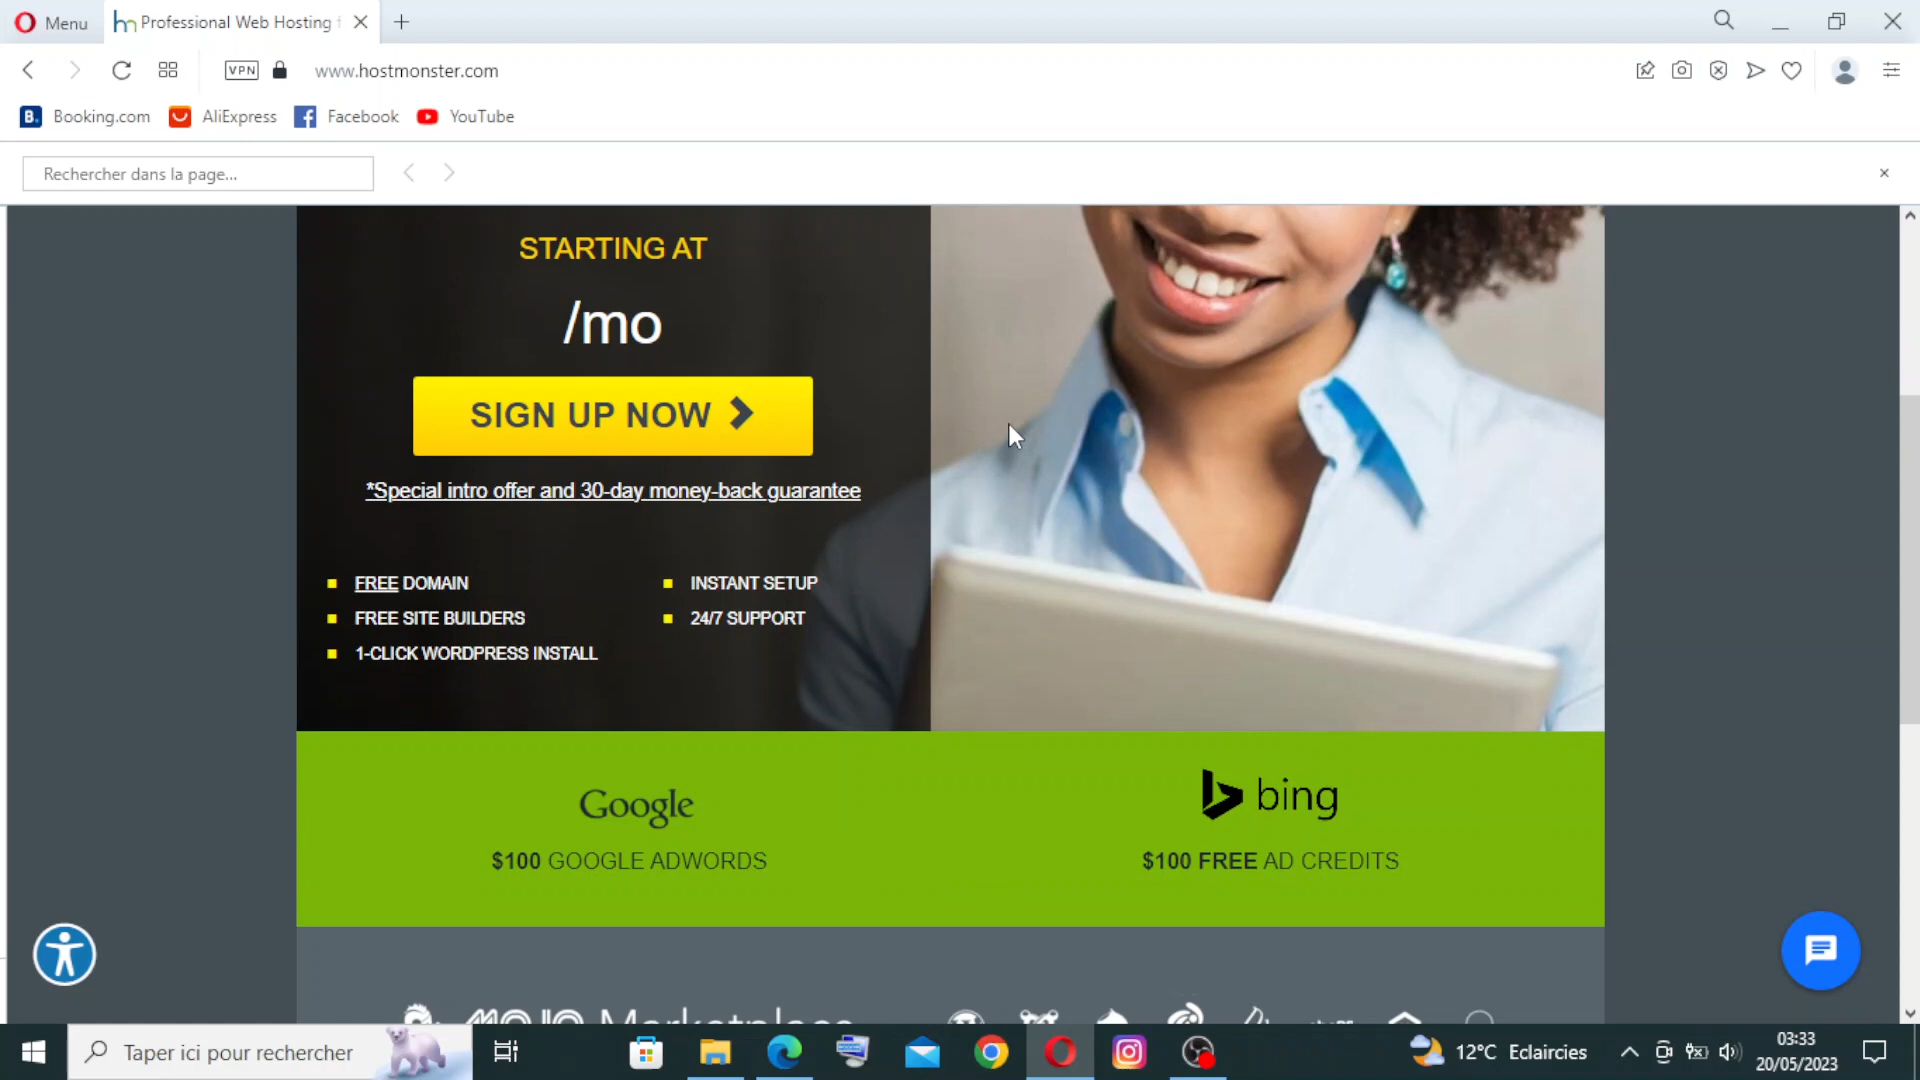 Menu
Professional Web Hosting f
VPN
www.hostmonster.com
B. Booking.com
AliExpress
Facebook
YouTube
Rechercher dans la page...
STARTING AT
/mo
SIGN UP NOW
*Special intro offer and 30-day money-back guarantee
FREE DOMAIN
FREE SITE BUILDERS
1-CLICK WORDPRESS INSTALL
INSTANT SETUP
24/7 SUPPORT
Google
$100 GOOGLE ADWORDS
bing
$100 FREE AD CREDITS
MOJO Marketplace
Taper ici pour rechercher
12°C Eclaircies
03:33
20/05/2023